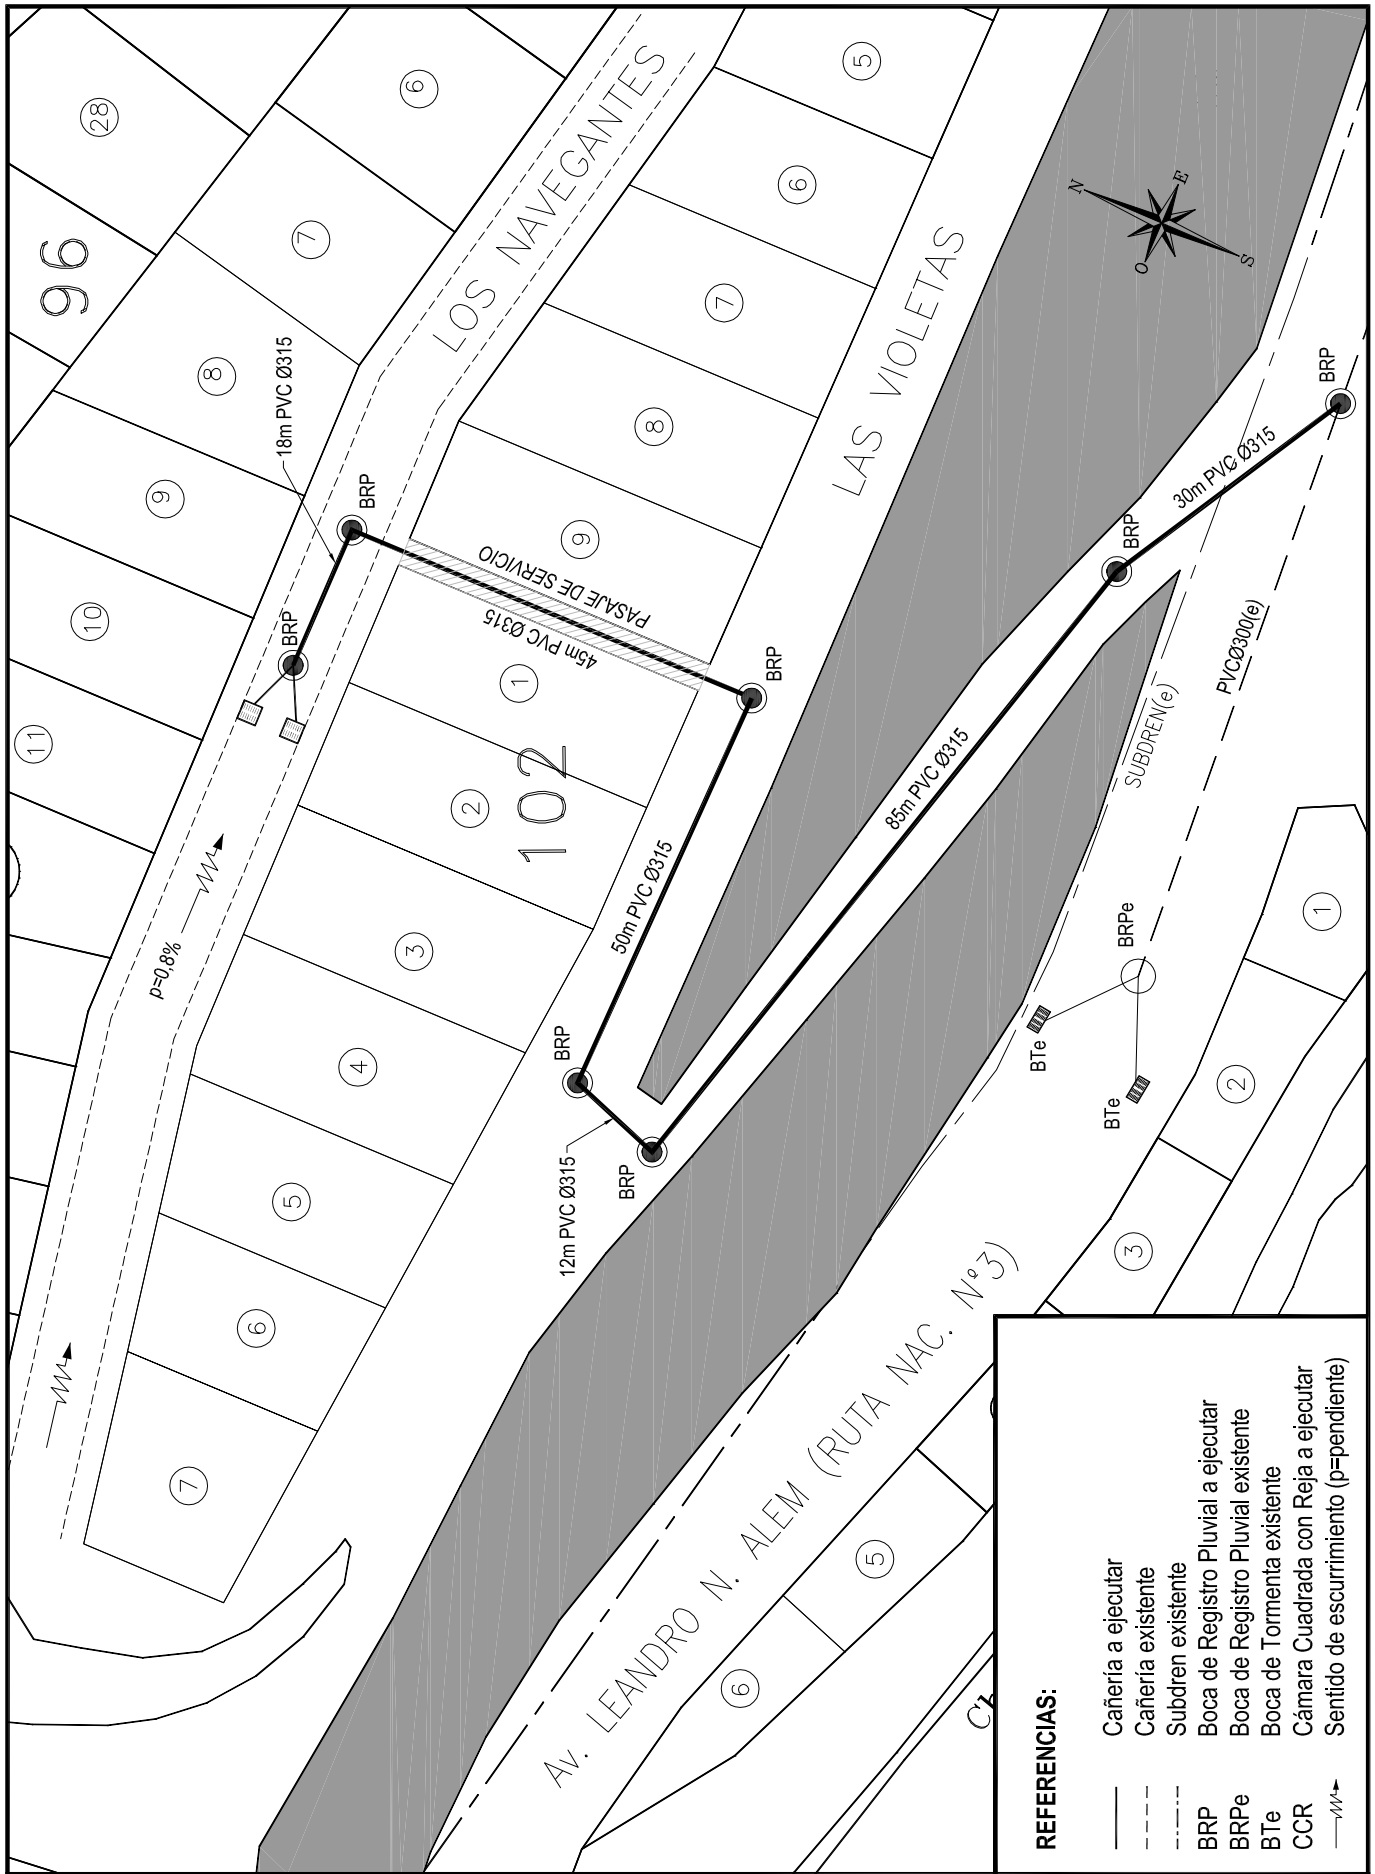 28
96
6
7
8
9
10
11
LOS NAVEGANTES
18m PVC Ø315
BRP
BRP
p=0,8%
5
6
7
8
9
PASAJE DE SERVICIO
45m PVC Ø315
1
102
2
3
4
5
6
7
LAS VIOLETAS
N
E
S
O
BRP
50m PVC Ø315
BRP
12m PVC Ø315
BRP
85m PVC Ø315
BRP
30m PVC Ø315
BRP
SUBDREN(e)
PVCØ300(e)
BRPe
BTe
BTe
1
2
3
5
6
Av. LEANDRO N. ALEM (RUTA NAC. Nº3)
REFERENCIAS:
Cañería a ejecutar
Cañería existente
Subdren existente
BRP Boca de Registro Pluvial a ejecutar
BRPe Boca de Registro Pluvial existente
BTe Boca de Tormenta existente
CCR Cámara Cuadrada con Reja a ejecutar
Sentido de escurrimiento (p=pendiente)